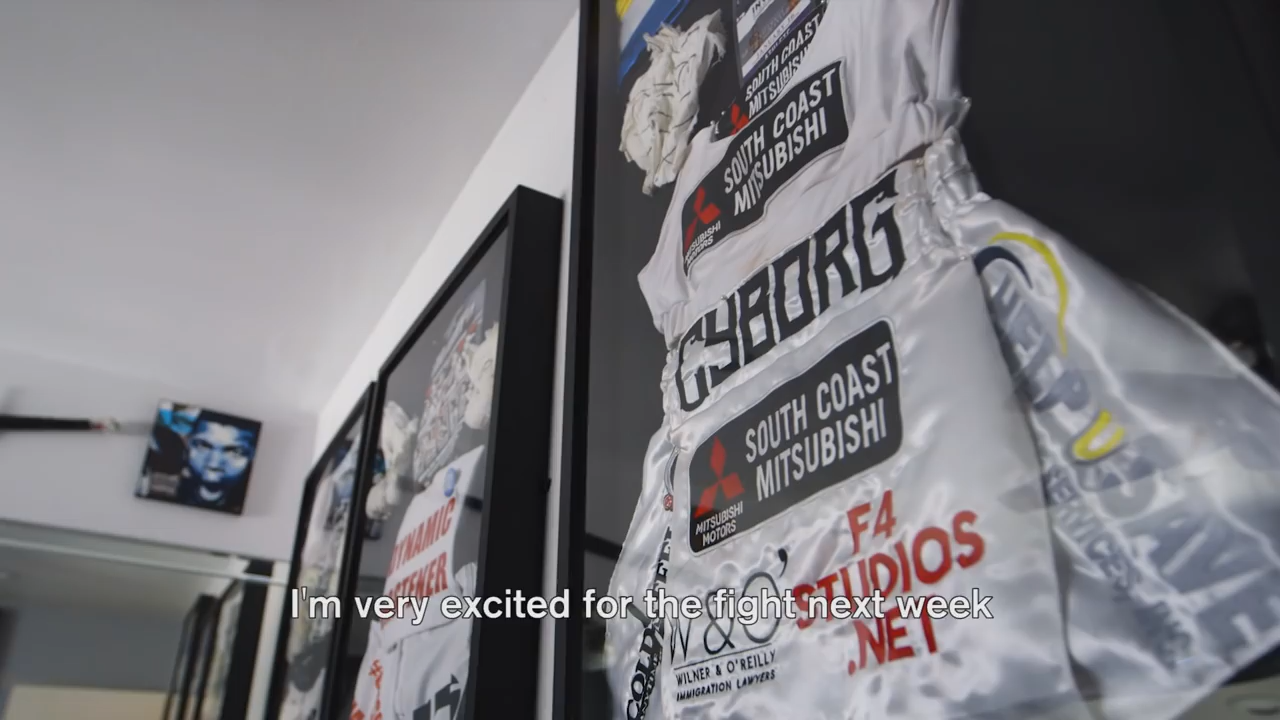 SOUTH COAST
MITSUBISHI
SOUTH COAST
MITSUBISHI
MITSUBISHI
MOTORS
CYBORG
SOUTH COAST
MITSUBISHI
MITSUBISHI
MOTORS
F4
STUDIOS
.NET
W&O'
WILNER & O'REILLY
IMMIGRATION LAWYERS
DYNAMIC
I'm very excited for the fight next week